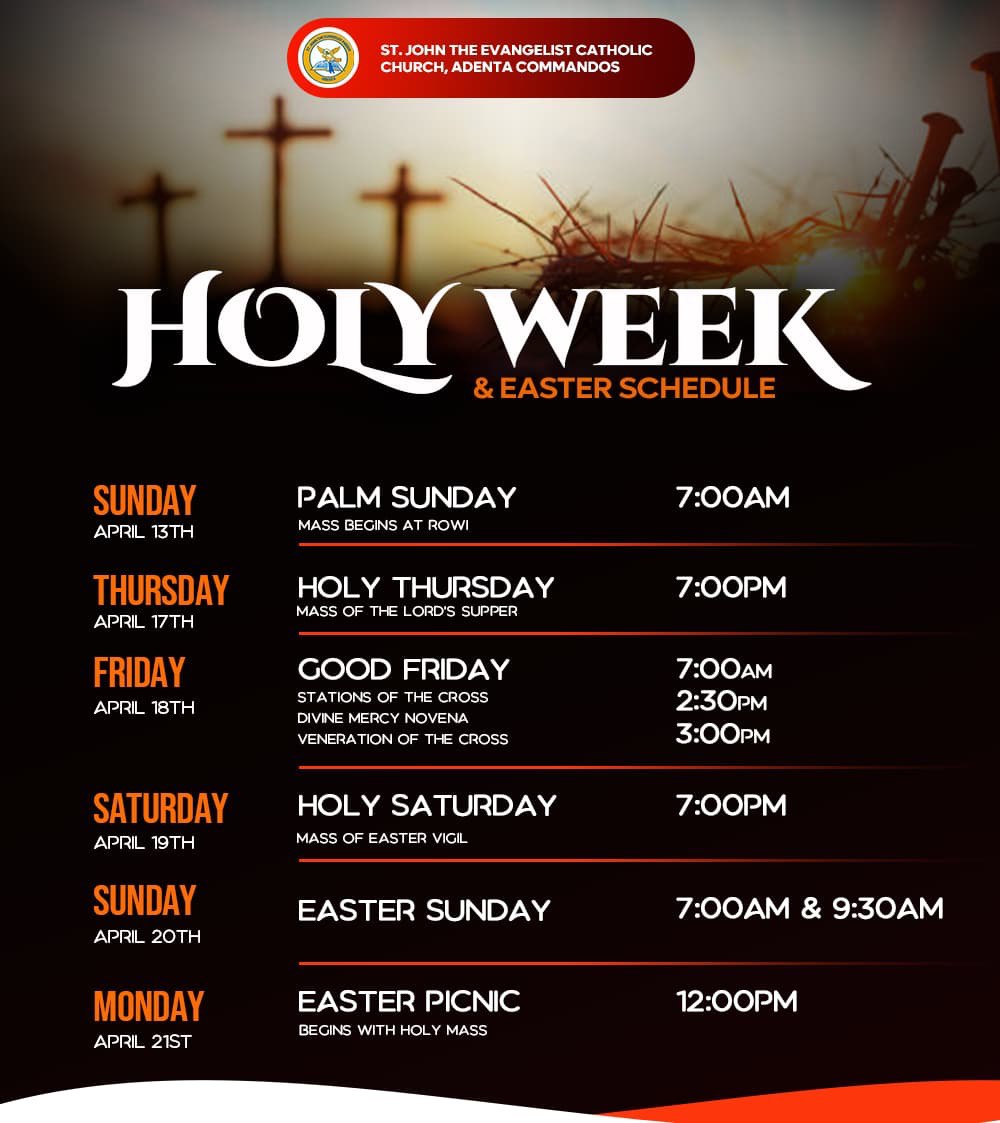 ST. JOHN THE EVANGELIST CATHOLIC
CHURCH, ADENTA COMMANDOS
HOLY WEEK
& EASTER SCHEDULE
SUNDAY
APRIL 13TH
PALM SUNDAY
MASS BEGINS AT ROWI
7:00AM
THURSDAY
APRIL 17TH
HOLY THURSDAY
MASS OF THE LORD'S SUPPER
7:00PM
FRIDAY
APRIL 18TH
GOOD FRIDAY
STATIONS OF THE CROSS
DIVINE MERCY NOVENA
VENERATION OF THE CROSS
7:00AM
2:30PM
3:00PM
SATURDAY
APRIL 19TH
HOLY SATURDAY
MASS OF EASTER VIGIL
7:00PM
SUNDAY
APRIL 20TH
EASTER SUNDAY
7:00AM & 9:30AM
MONDAY
APRIL 21ST
EASTER PICNIC
BEGINS WITH HOLY MASS
12:00PM